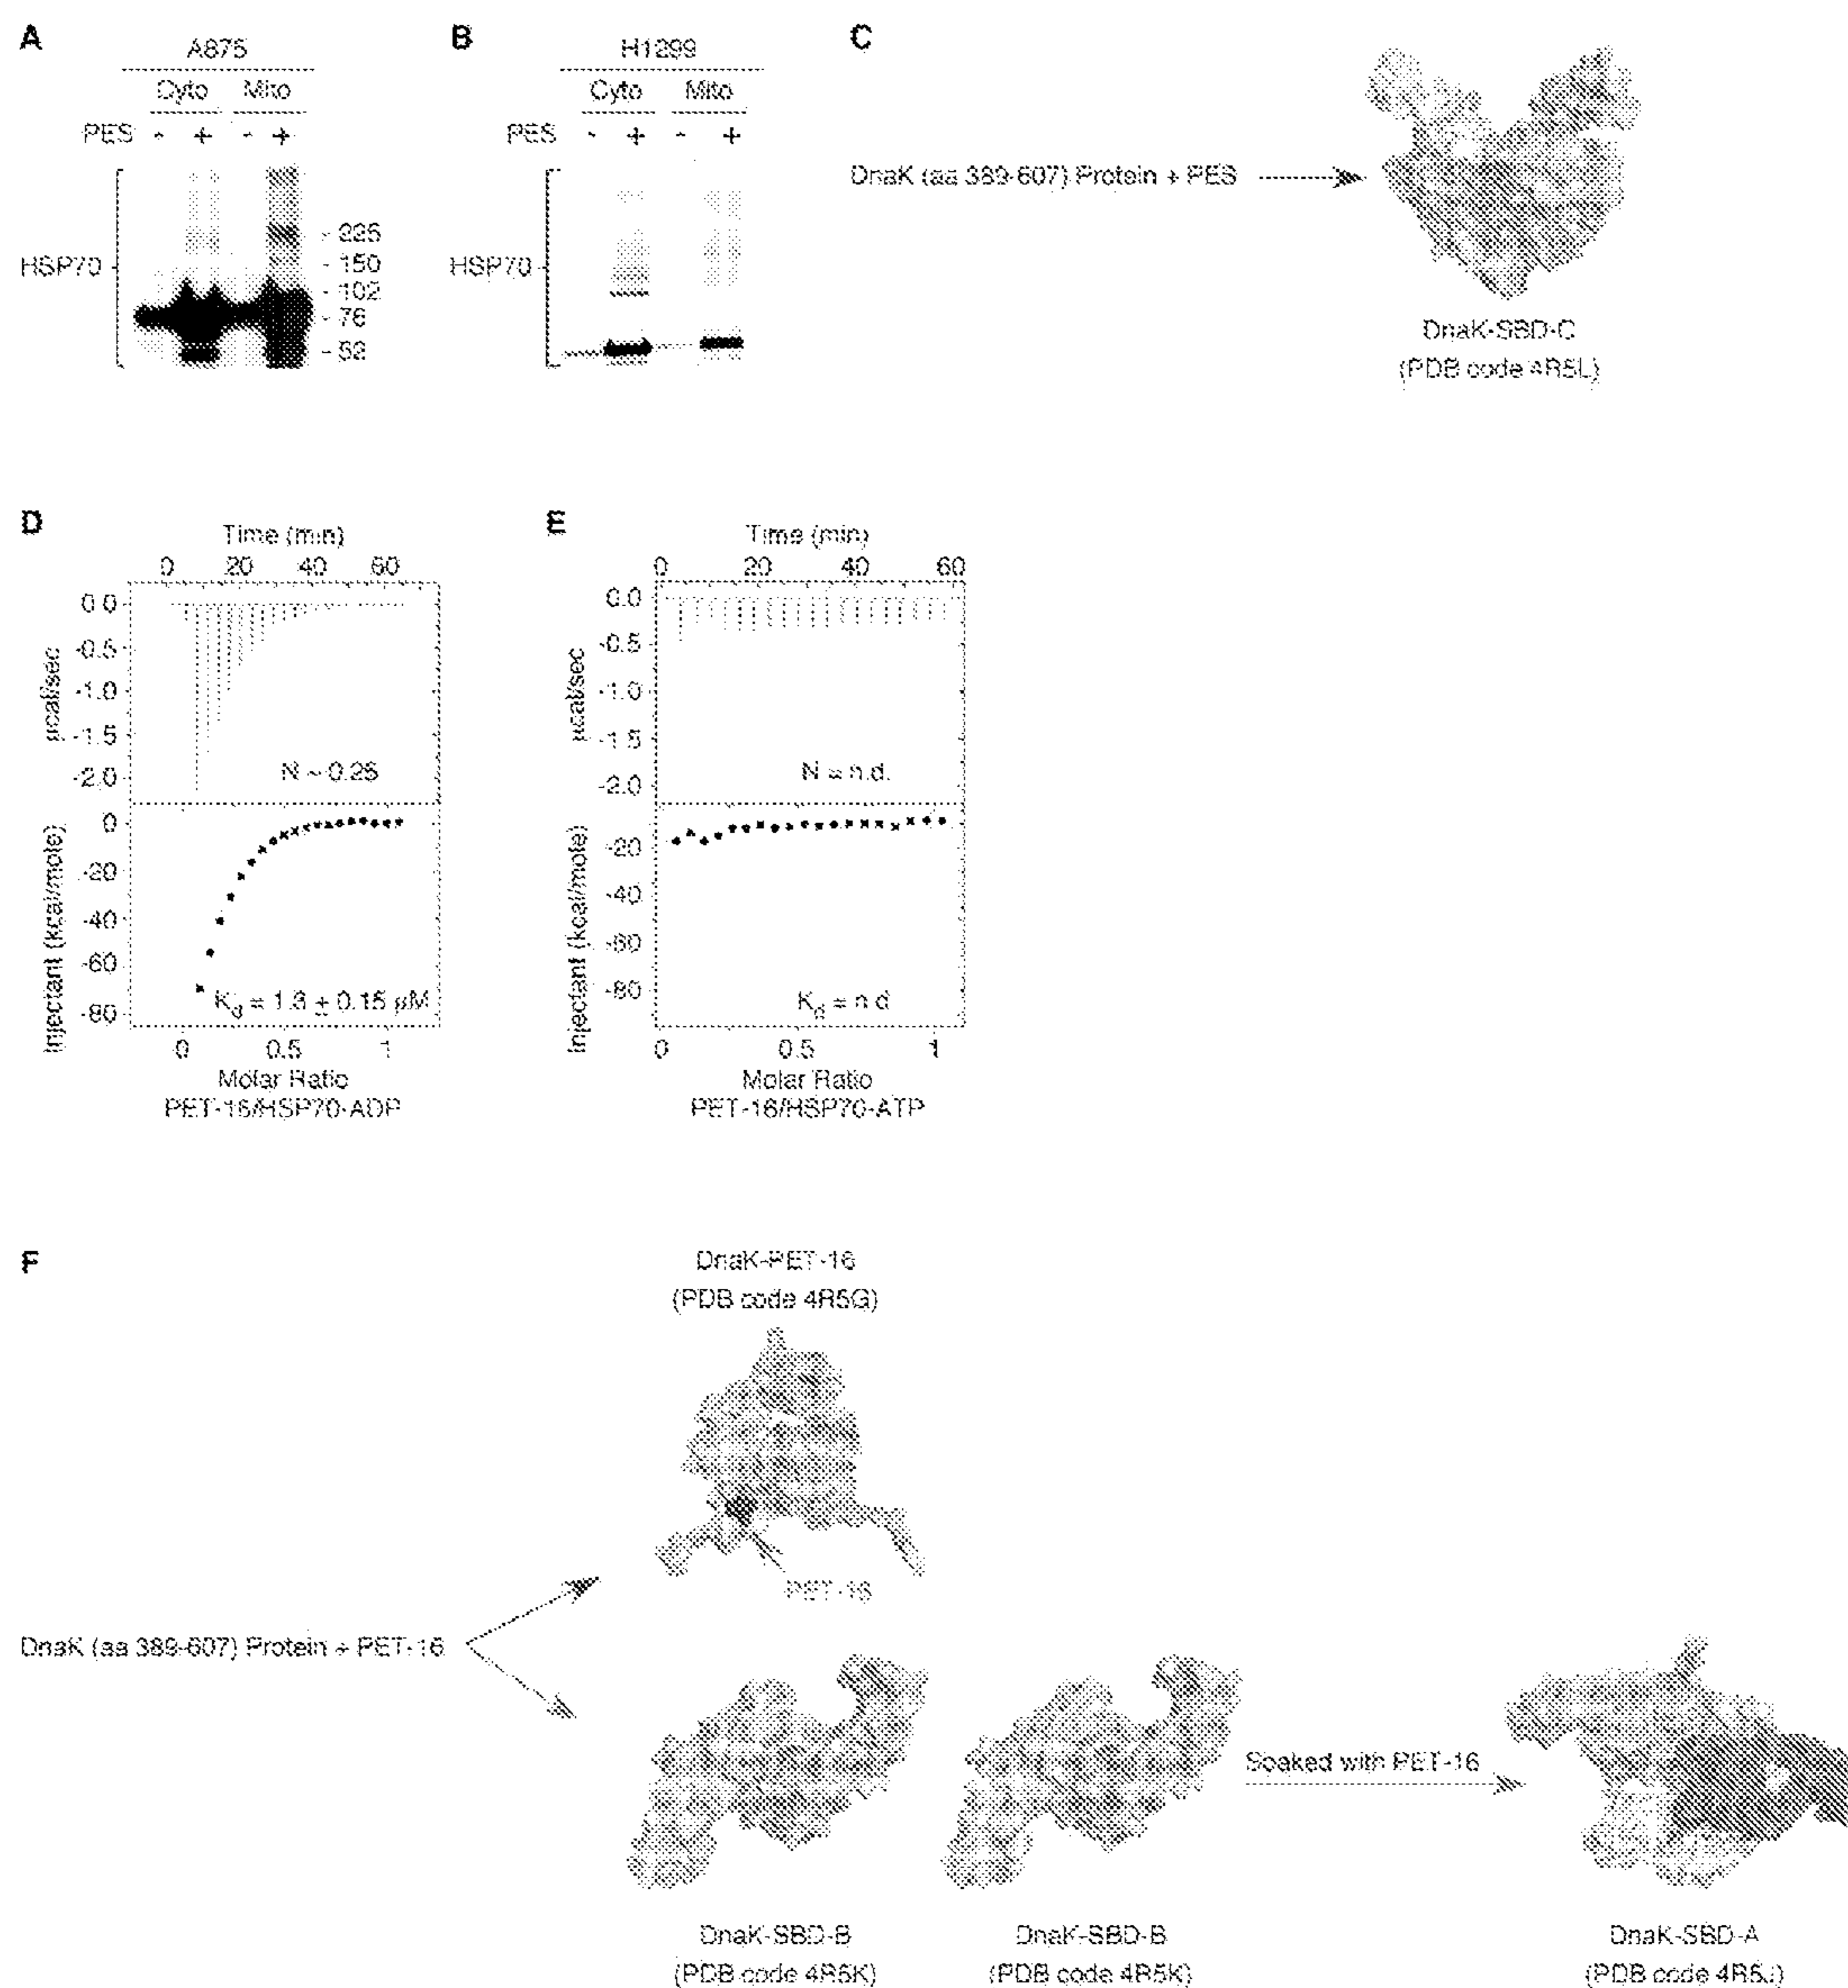 A
A875
Cyto Mito
PES - + - +
HSP70
- 225
- 150
- 102
- 76
- 52
B
H1299
Cyto Mito
PES - + - +
HSP70
C
DnaK (aa 389-607) Protein + PES
DnaK-SBD-C
(PDB code 4R5L)
D
Time (min)
0 20 40 60
0.0
-0.5
-1.0
-1.5
-2.0
µcal/sec
N ~ 0.25
0
-20
-40
-60
-80
Injectant (kcal/mole)
Kd = 1.3 ± 0.15 µM
0 0.5 1
Molar Ratio
PET-16/HSP70-ADP
E
Time (min)
0 20 40 60
0.0
-0.5
-1.0
-1.5
-2.0
µcal/sec
N = n.d.
-20
-40
-60
-80
Injectant (kcal/mole)
Kd = n d
0 0.5 1
Molar Ratio
PET-16/HSP70-ATP
F
DnaK-PET-16
(PDB code 4R5G)
PET-16
DnaK (aa 389-607) Protein + PET-16
Soaked with PET-16
DnaK-SBD-B
(PDB code 4R5K)
DnaK-SBD-B
(PDB code 4R5K)
DnaK-SBD-A
(PDB code 4R5J)